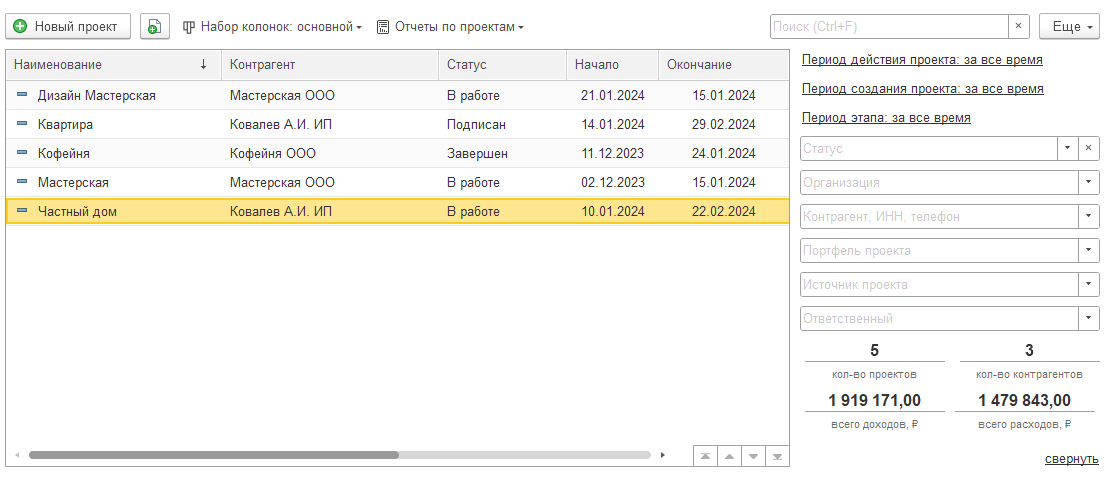 Новый проект Набор колонок: основной Отчеты по проектам Поиск (Ctrl+F) × Еще
Наименование ↓ Контрагент Статус Начало Окончание
Дизайн Мастерская Мастерская ООО В работе 21.01.2024 15.01.2024
Квартира Ковалев А.И. ИП Подписан 14.01.2024 29.02.2024
Кофейня Кофейня ООО Завершен 11.12.2023 24.01.2024
Мастерская Мастерская ООО В работе 02.12.2023 15.01.2024
Частный дом Ковалев А.И. ИП В работе 10.01.2024 22.02.2024
Период действия проекта: за все время
Период создания проекта: за все время
Период этапа: за все время
Статус ×
Организация
Контрагент, ИНН, телефон
Портфель проекта
Источник проекта
Ответственный
5 3
кол-во проектов кол-во контрагентов
1 919 171,00 1 479 843,00
всего доходов, ₽ всего расходов, ₽
свернуть